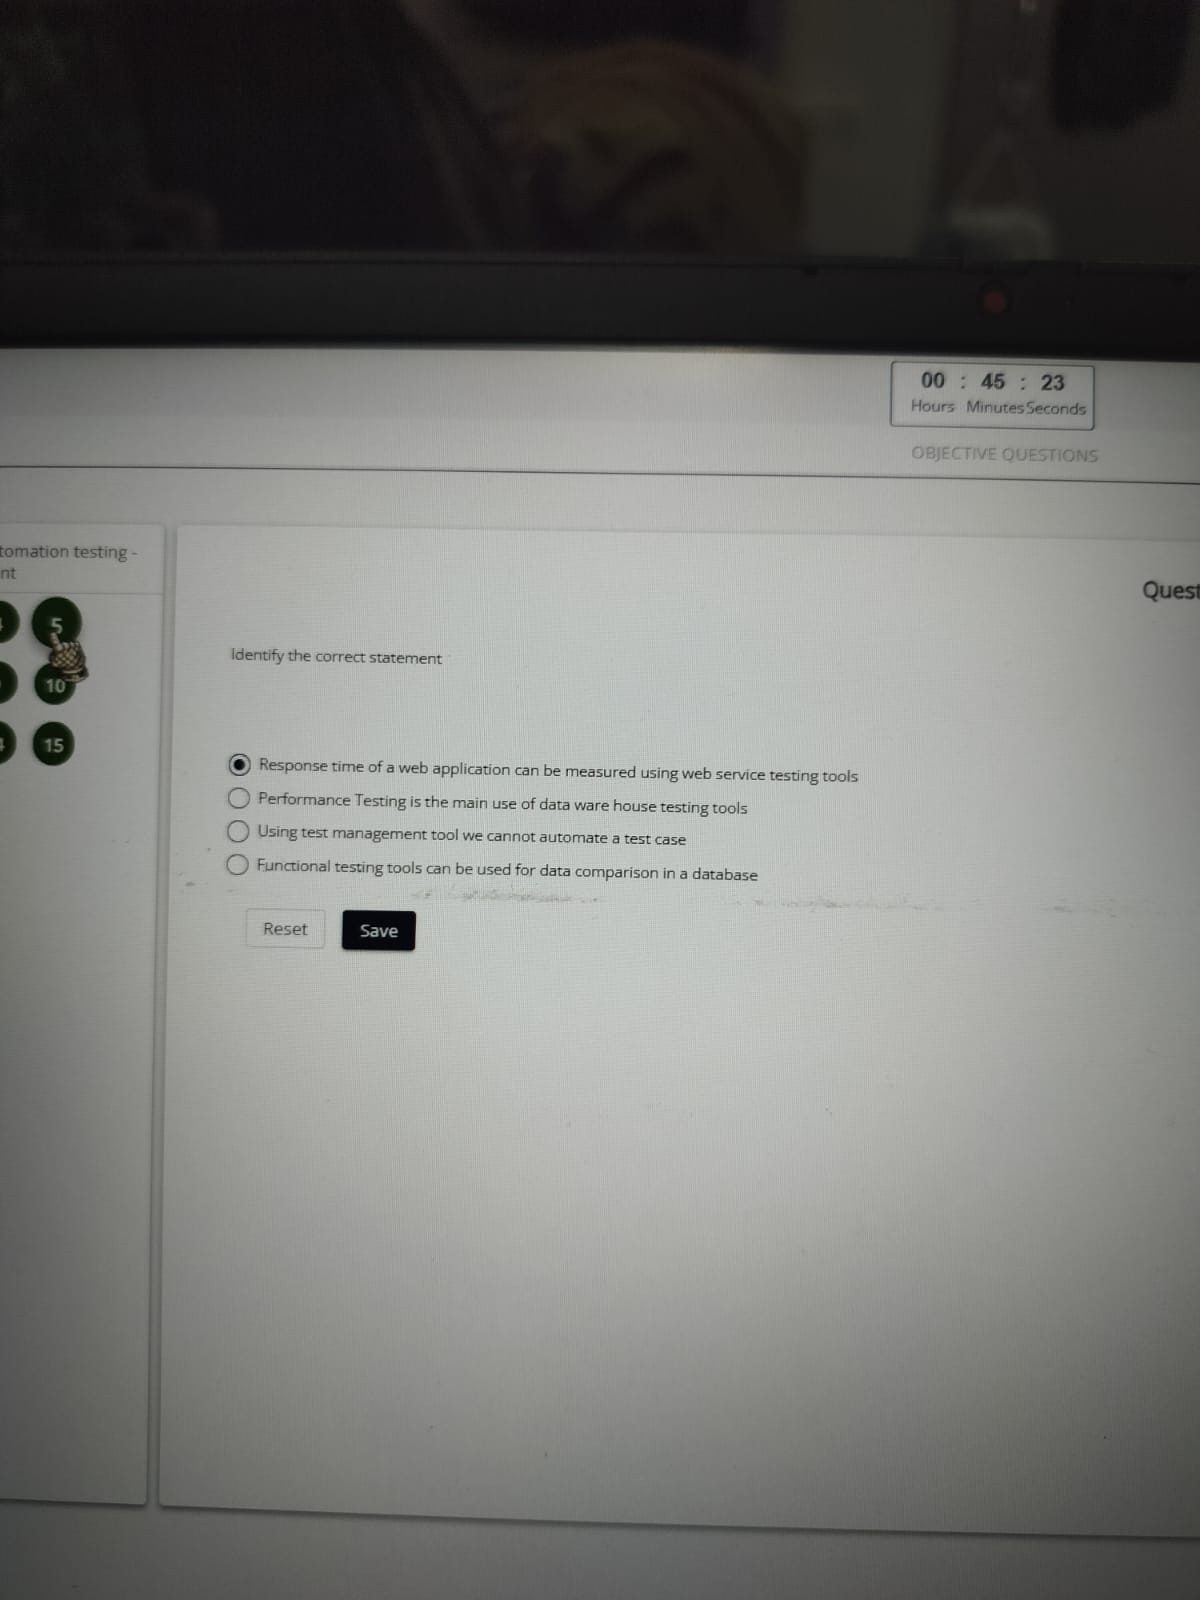 00 : 45 : 23
Hours Minutes Seconds
OBJECTIVE QUESTIONS
tomation testing -
nt
Quest
5
10
15
Identify the correct statement
Response time of a web application can be measured using web service testing tools
Performance Testing is the main use of data ware house testing tools
Using test management tool we cannot automate a test case
Functional testing tools can be used for data comparison in a database
Reset
Save